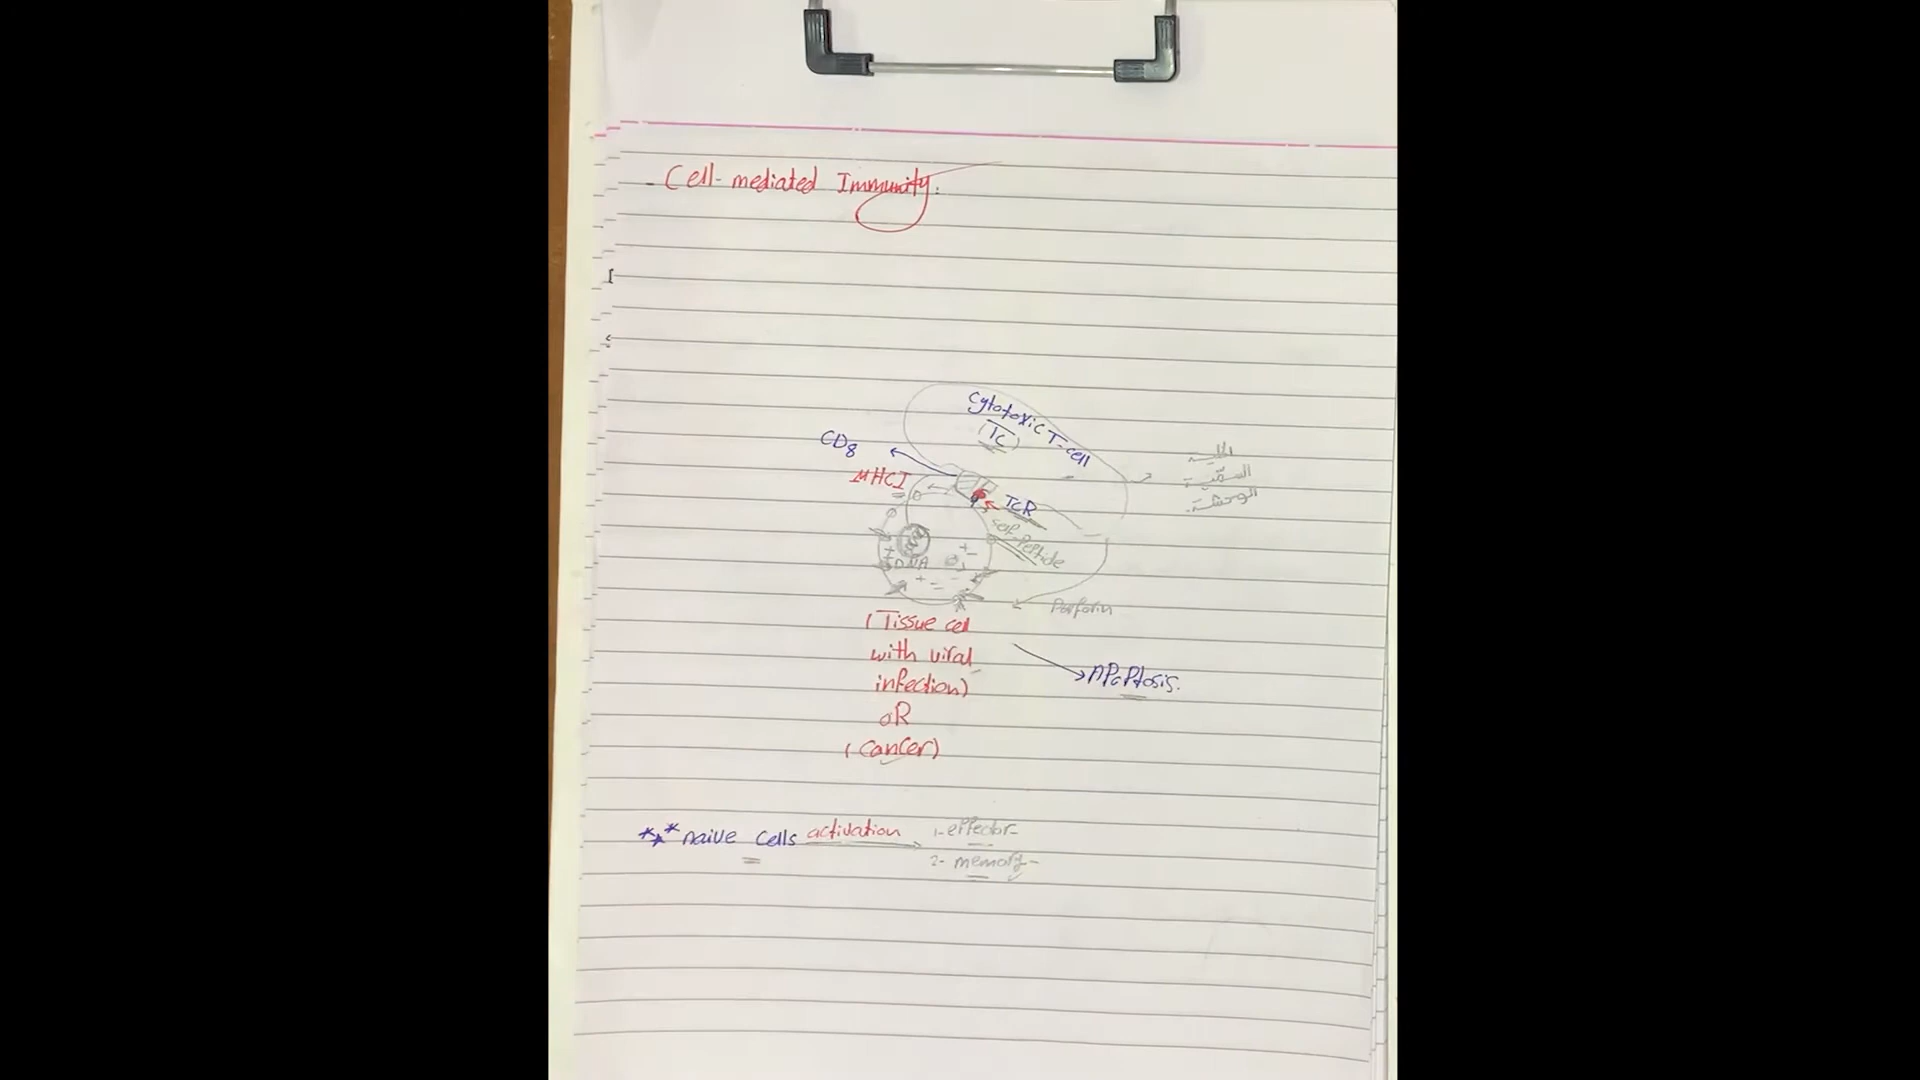 - Cell-mediated Immunity:
Cytotoxic T-cell
(TC)
CD8
MHCI
TCR
self-Peptide
DNA
Perforin
(Tissue cell
with viral
infection)
oR
(cancer)
APoPtosis.
*** naive cells activation 1- effector-
2- memory-